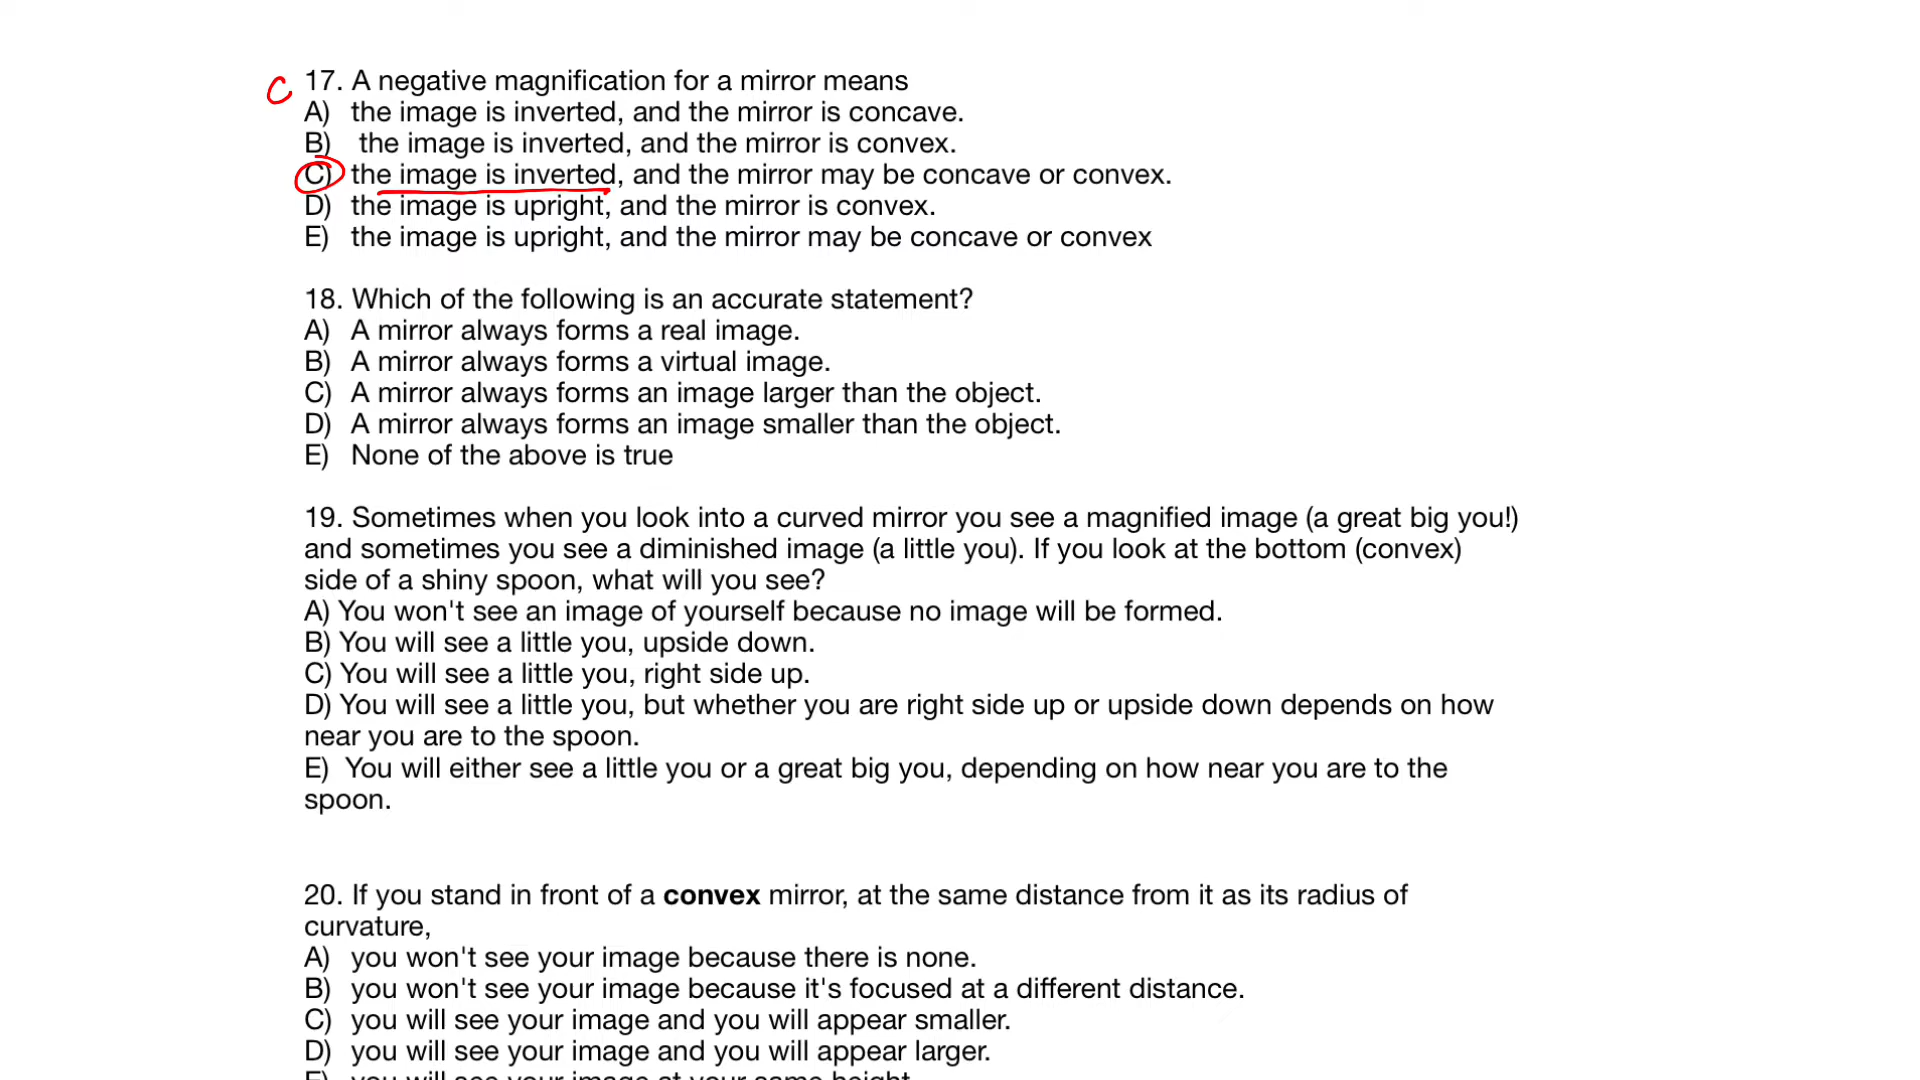 C 17. A negative magnification for a mirror means
A) the image is inverted, and the mirror is concave.
B) the image is inverted, and the mirror is convex.
C) the image is inverted, and the mirror may be concave or convex.
D) the image is upright, and the mirror is convex.
E) the image is upright, and the mirror may be concave or convex
18. Which of the following is an accurate statement?
A) A mirror always forms a real image.
B) A mirror always forms a virtual image.
C) A mirror always forms an image larger than the object.
D) A mirror always forms an image smaller than the object.
E) None of the above is true
19. Sometimes when you look into a curved mirror you see a magnified image (a great big you!)
and sometimes you see a diminished image (a little you). If you look at the bottom (convex)
side of a shiny spoon, what will you see?
A) You won't see an image of yourself because no image will be formed.
B) You will see a little you, upside down.
C) You will see a little you, right side up.
D) You will see a little you, but whether you are right side up or upside down depends on how
near you are to the spoon.
E) You will either see a little you or a great big you, depending on how near you are to the
spoon.
20. If you stand in front of a convex mirror, at the same distance from it as its radius of
curvature,
A) you won't see your image because there is none.
B) you won't see your image because it's focused at a different distance.
C) you will see your image and you will appear smaller.
D) you will see your image and you will appear larger.
E) you will see your image at your same height